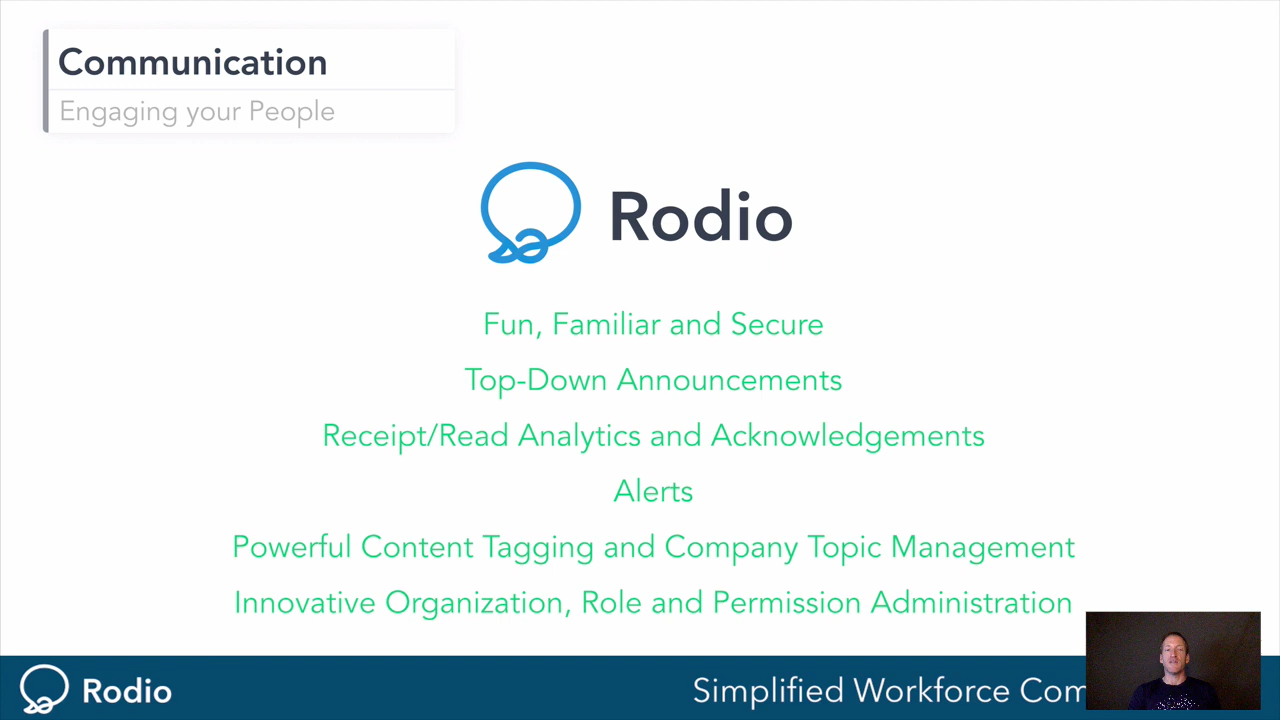 Communication
Engaging your People
Rodio
Fun, Familiar and Secure
Top-Down Announcements
Receipt/Read Analytics and Acknowledgements
Alerts
Powerful Content Tagging and Company Topic Management
Innovative Organization, Role and Permission Administration
Rodio
Simplified Workforce Com